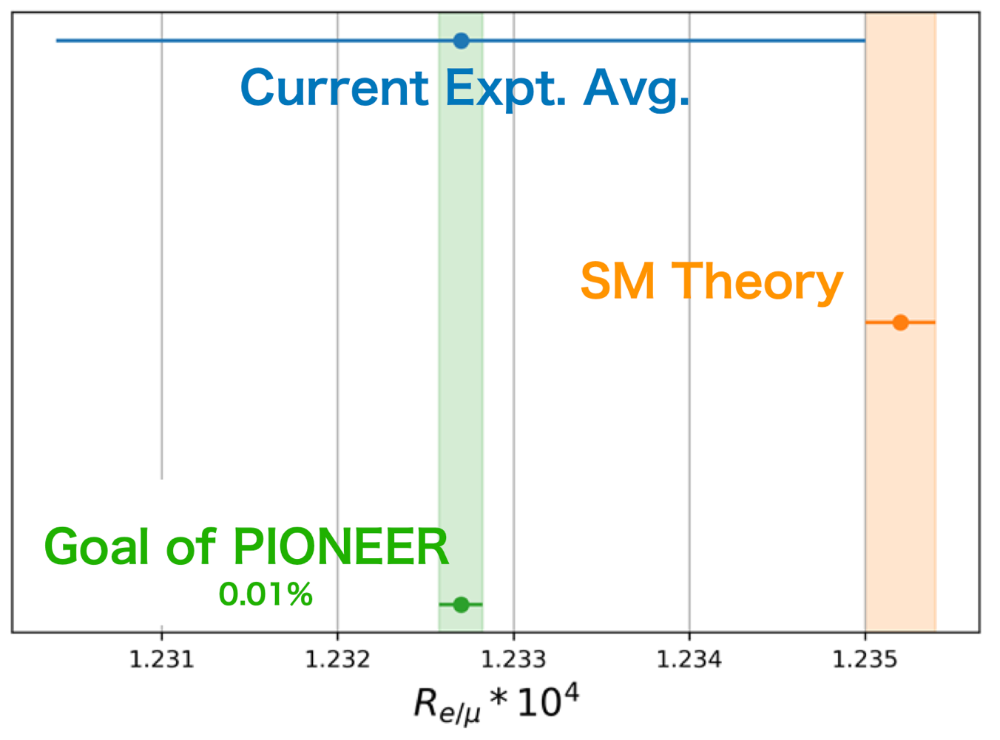 Current Expt. Avg.
SM Theory
Goal of PIONEER
0.01%
1.231 1.232 1.233 1.234 1.235
R_{e/μ} * 10^4